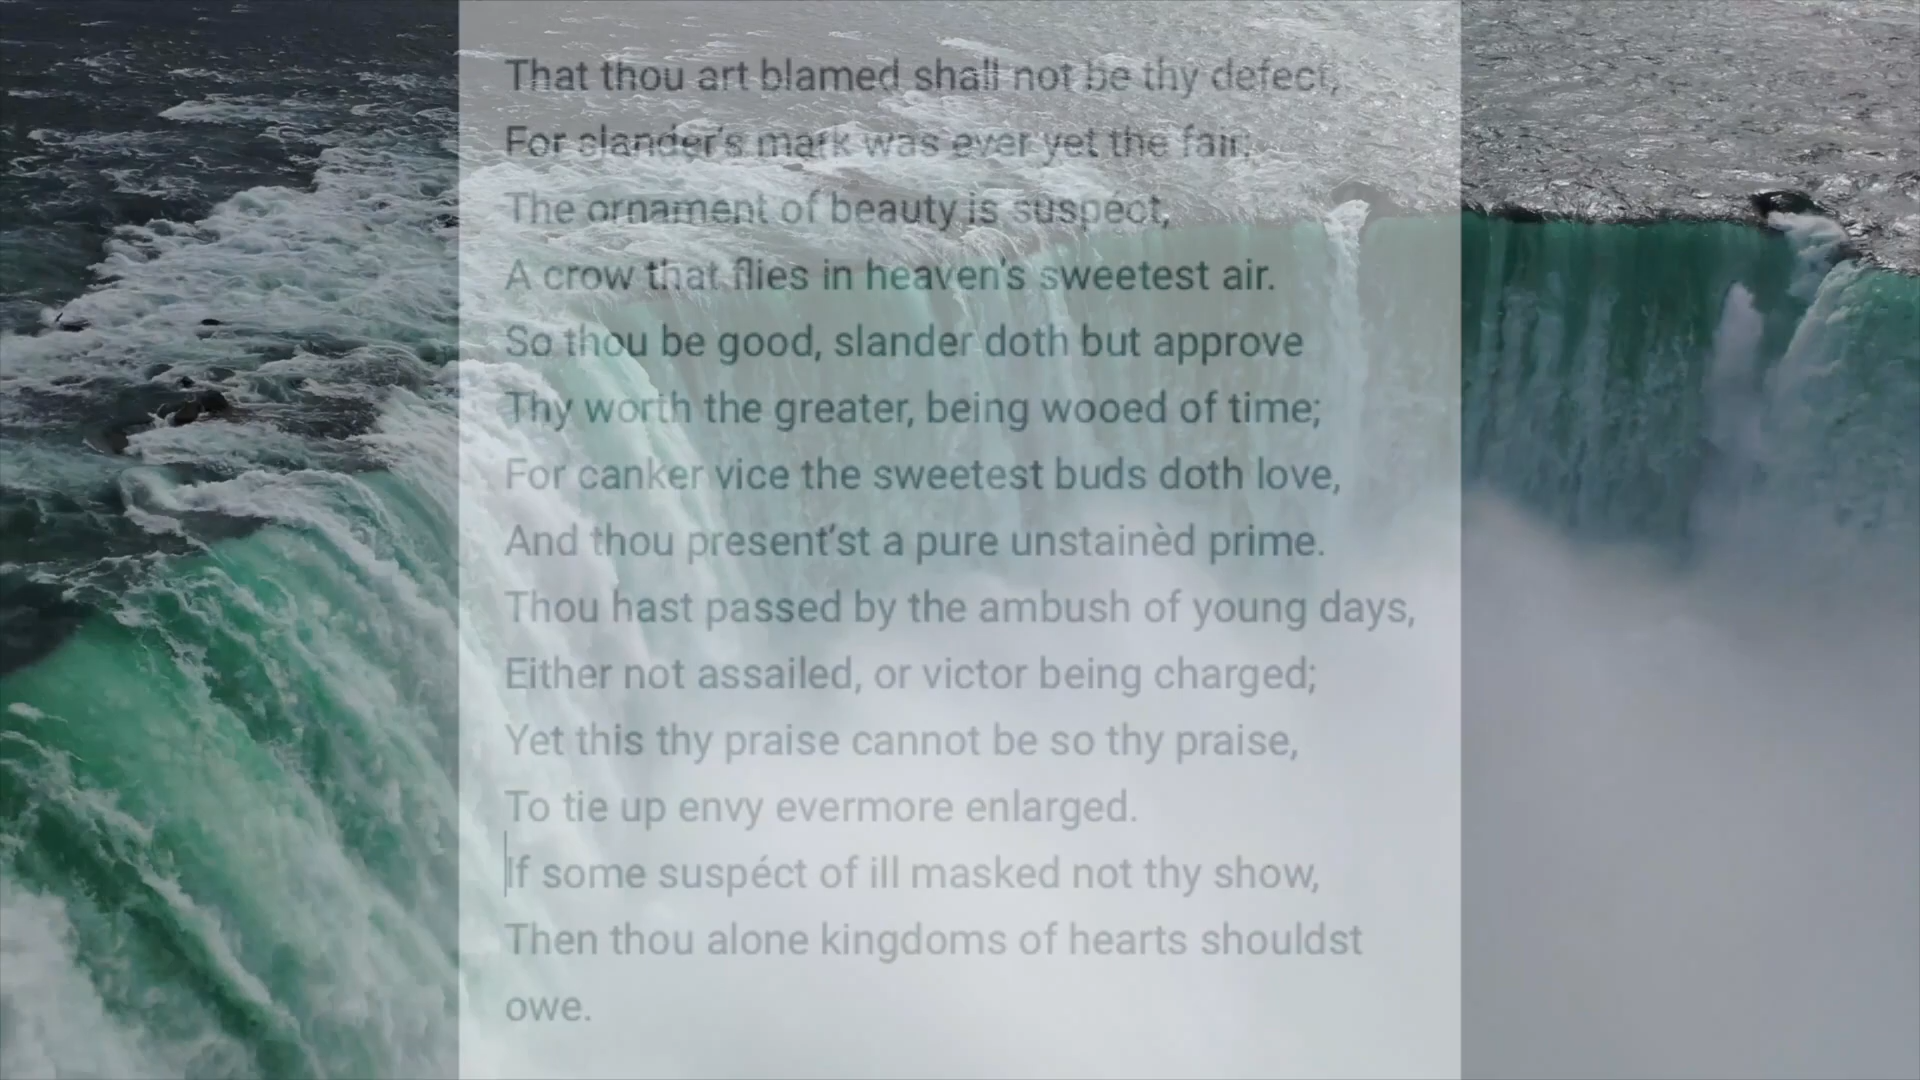 That thou art blamed shall not be thy defect,
For slander's mark was ever yet the fair;
The ornament of beauty is suspéct,
A crow that flies in heaven's sweetest air.
So thou be good, slander doth but approve
Thy worth the greater, being wooed of time;
For canker vice the sweetest buds doth love,
And thou present'st a pure unstainèd prime.
Thou hast passed by the ambush of young days,
Either not assailed, or victor being charged;
Yet this thy praise cannot be so thy praise,
To tie up envy evermore enlarged.
If some suspéct of ill masked not thy show,
Then thou alone kingdoms of hearts shouldst
owe.